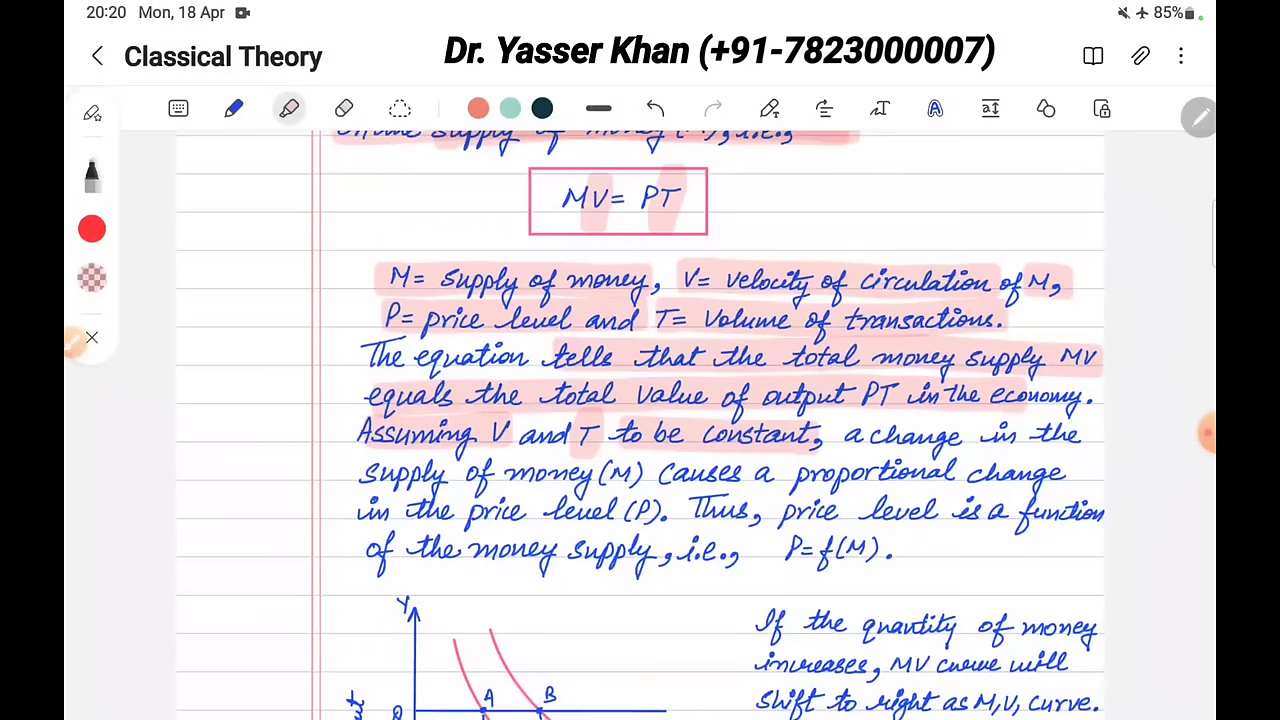 20:20 Mon, 18 Apr
85%
Classical Theory
Dr. Yasser Khan (+91-7823000007)
supply of money (M), i.e.,
MV = PT
M = supply of money, V = velocity of circulation of M,
P = price level and T = volume of transactions.
The equation tells that the total money supply MV
equals the total value of output PT in the economy.
Assuming V and T to be constant, a change in the
supply of money (M) causes a proportional change
in the price level (P). Thus, price level is a function
of the money supply, i.e., P = f(M).
Y
If the quantity of money
increases, MV curve will
shift to right as M,V, curve.
A
B